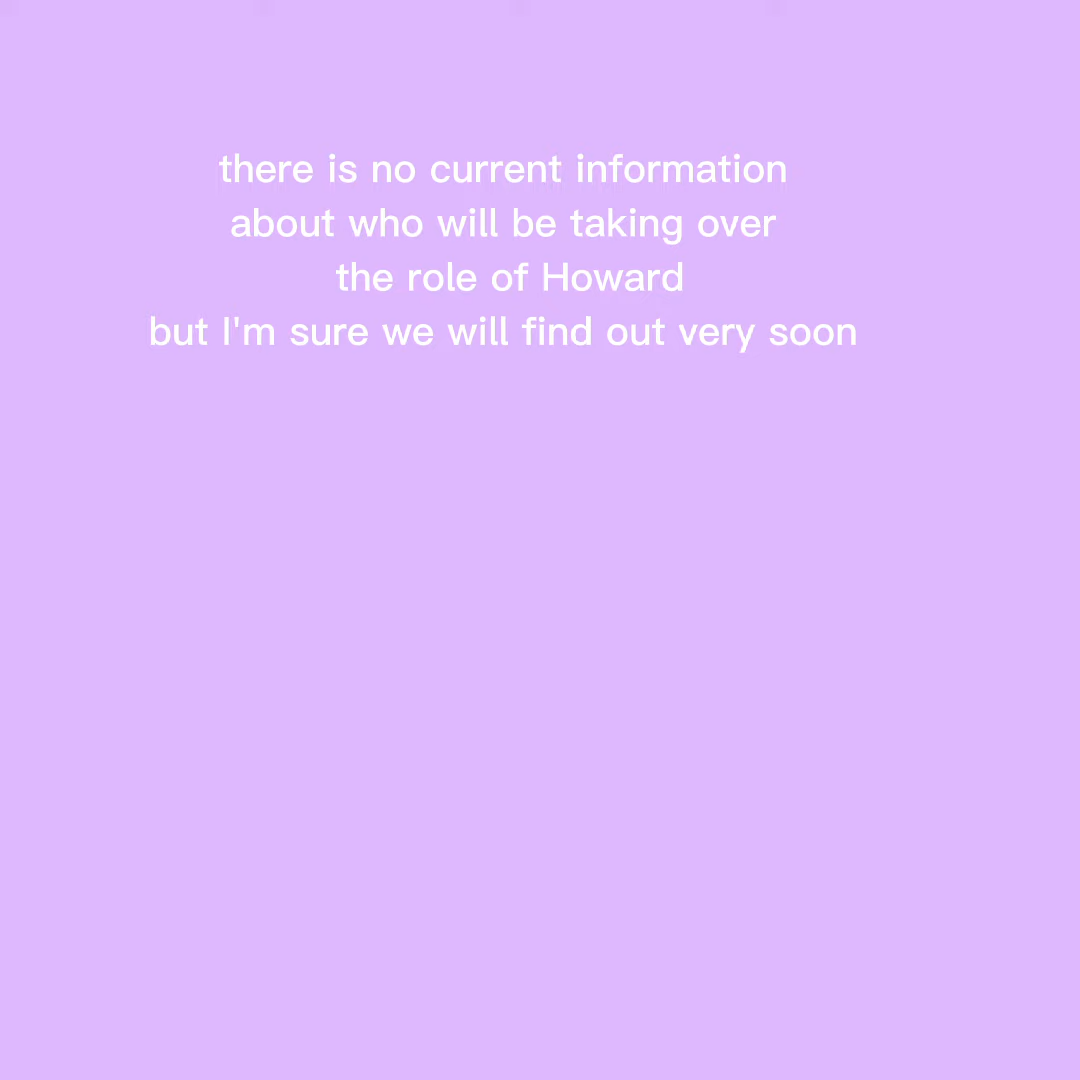 there is no current information
about who will be taking over
the role of Howard
but I'm sure we will find out very soon